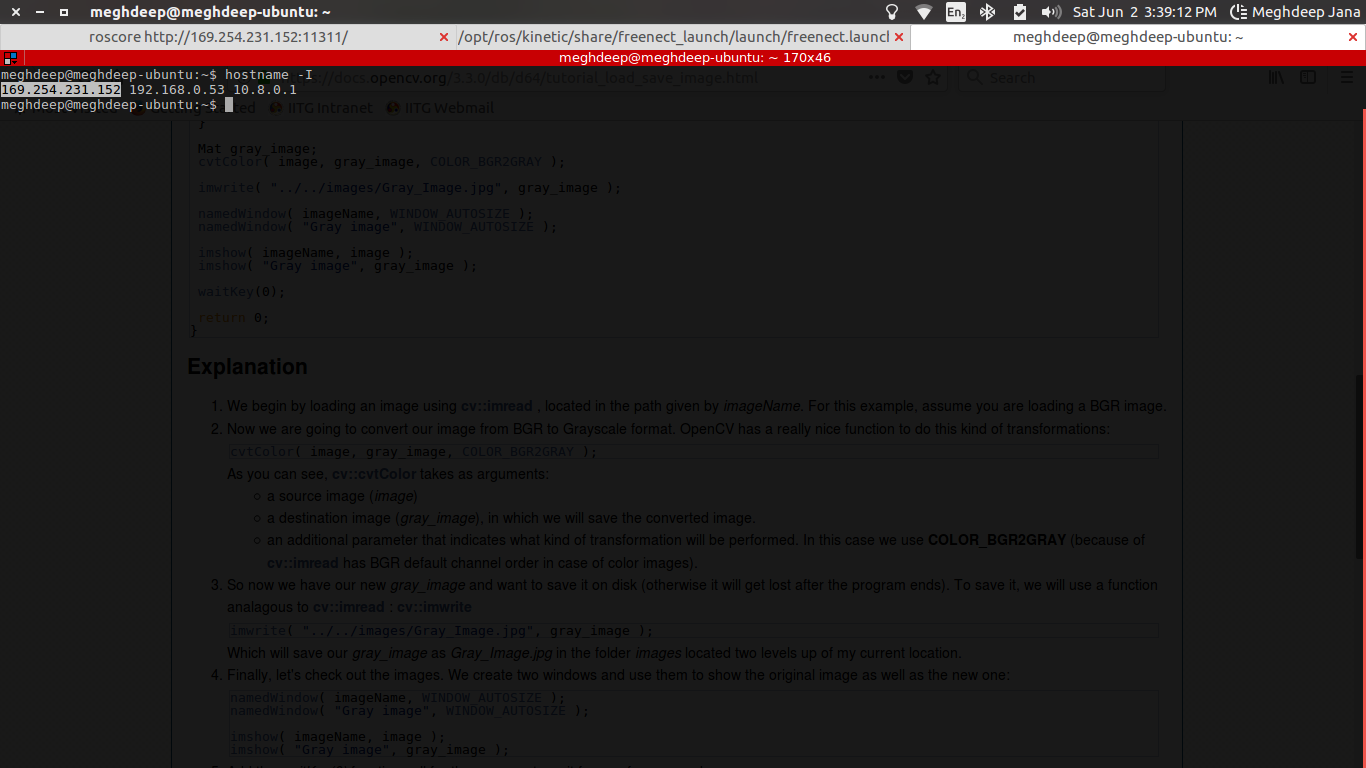 meghdeep@meghdeep-ubuntu: ~
En₂
Sat Jun 2 3:39:12 PM
Meghdeep Jana
roscore http://169.254.231.152:11311/
/opt/ros/kinetic/share/freenect_launch/launch/freenect.launcl
meghdeep@meghdeep-ubuntu: ~
meghdeep@meghdeep-ubuntu: ~ 170x46
meghdeep@meghdeep-ubuntu:~$ hostname -I
docs.opencv.org/3.3.0/db/d64/tutorial_load_save_image.html
Search
169.254.231.152 192.168.0.53 10.8.0.1
meghdeep@meghdeep-ubuntu:~$
IITG Intranet
IITG Webmail
}
Mat gray_image;
cvtColor( image, gray_image, COLOR_BGR2GRAY );
imwrite( "../../images/Gray_Image.jpg", gray_image );
namedWindow( imageName, WINDOW_AUTOSIZE );
namedWindow( "Gray image", WINDOW_AUTOSIZE );
imshow( imageName, image );
imshow( "Gray image", gray_image );
waitKey(0);
return 0;
}
Explanation
1. We begin by loading an image using cv::imread , located in the path given by imageName. For this example, assume you are loading a BGR image.
2. Now we are going to convert our image from BGR to Grayscale format. OpenCV has a really nice function to do this kind of transformations:
cvtColor( image, gray_image, COLOR_BGR2GRAY );
As you can see, cv::cvtColor takes as arguments:
○ a source image (image)
○ a destination image (gray_image), in which we will save the converted image.
○ an additional parameter that indicates what kind of transformation will be performed. In this case we use COLOR_BGR2GRAY (because of
cv::imread has BGR default channel order in case of color images).
3. So now we have our new gray_image and want to save it on disk (otherwise it will get lost after the program ends). To save it, we will use a function
analagous to cv::imread : cv::imwrite
imwrite( "../../images/Gray_Image.jpg", gray_image );
Which will save our gray_image as Gray_Image.jpg in the folder images located two levels up of my current location.
4. Finally, let's check out the images. We create two windows and use them to show the original image as well as the new one:
namedWindow( imageName, WINDOW_AUTOSIZE );
namedWindow( "Gray image", WINDOW_AUTOSIZE );
imshow( imageName, image );
imshow( "Gray image", gray_image );